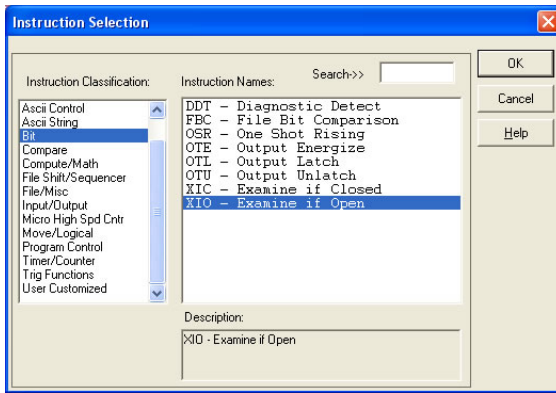 Instruction Selection
Instruction Classification:
Ascii Control
Ascii String
Bit
Compare
Compute/Math
File Shift/Sequencer
File/Misc
Input/Output
Micro High Spd Cntr
Move/Logical
Program Control
Timer/Counter
Trig Functions
User Customized
Instruction Names:
Search->>
DDT - Diagnostic Detect
FBC - File Bit Comparison
OSR - One Shot Rising
OTE - Output Energize
OTL - Output Latch
OTU - Output Unlatch
XIC - Examine if Closed
XIO - Examine if Open
Description:
XIO - Examine if Open
OK
Cancel
Help